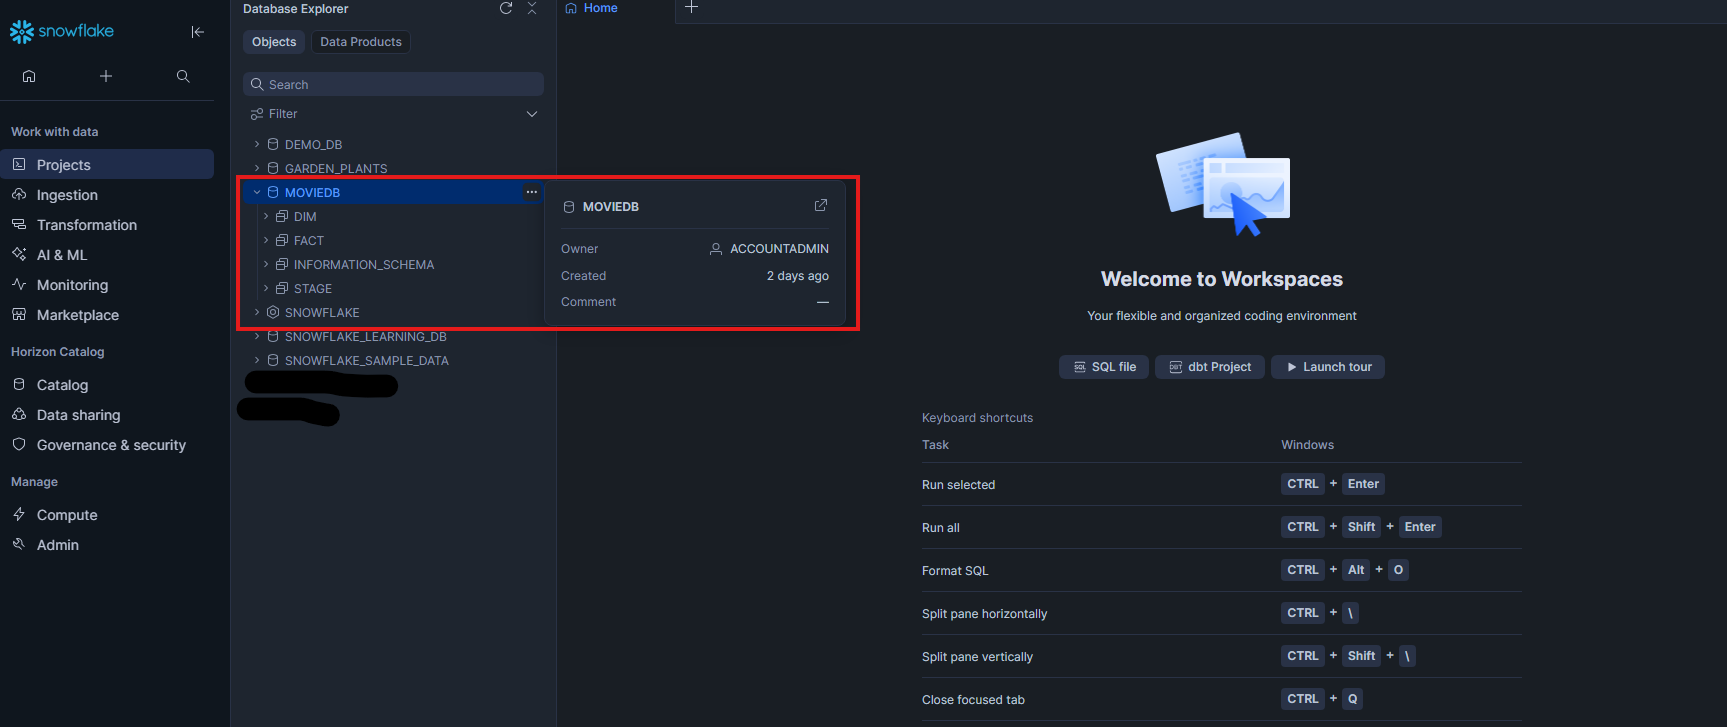 snowflake
Work with data
Projects
Ingestion
Transformation
AI & ML
Monitoring
Marketplace
Horizon Catalog
Catalog
Data sharing
Governance & security
Manage
Compute
Admin
Database Explorer
Objects Data Products
Search
Filter
DEMO_DB
GARDEN_PLANTS
MOVIEDB
DIM
FACT
INFORMATION_SCHEMA
STAGE
SNOWFLAKE
SNOWFLAKE_LEARNING_DB
SNOWFLAKE_SAMPLE_DATA
MOVIEDB
Owner ACCOUNTADMIN
Created 2 days ago
Comment —
Home
Welcome to Workspaces
Your flexible and organized coding environment
SQL SQL file DBT dbt Project Launch tour
Keyboard shortcuts
Task Windows
Run selected CTRL + Enter
Run all CTRL + Shift + Enter
Format SQL CTRL + Alt + O
Split pane horizontally CTRL + \
Split pane vertically CTRL + Shift + \
Close focused tab CTRL + Q